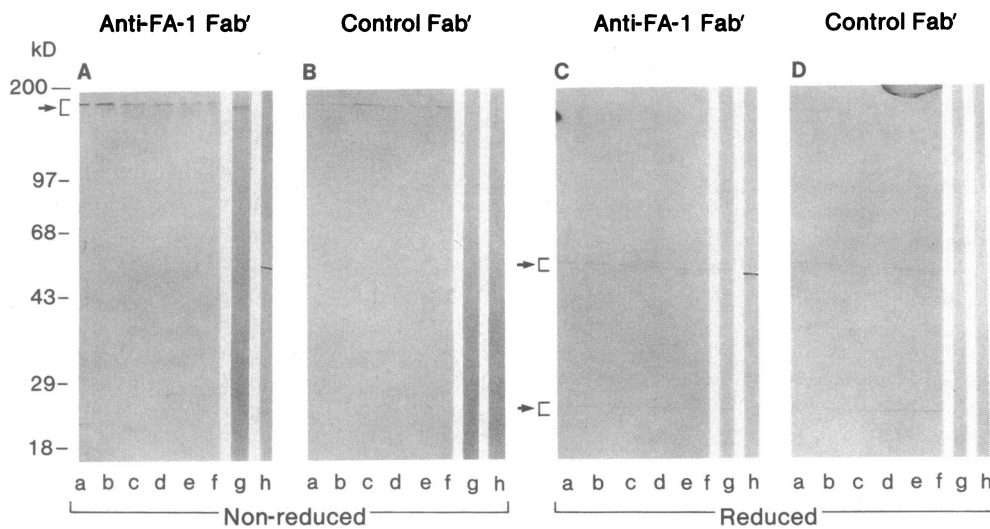 Anti-FA-1 Fab′ Control Fab′ Anti-FA-1 Fab′ Control Fab′
kD
A B C D
200
97-
68-
43-
29-
18-
a b c d e f g h a b c d e f g h a b c d e f g h a b c d e f g h
Non-reduced Reduced